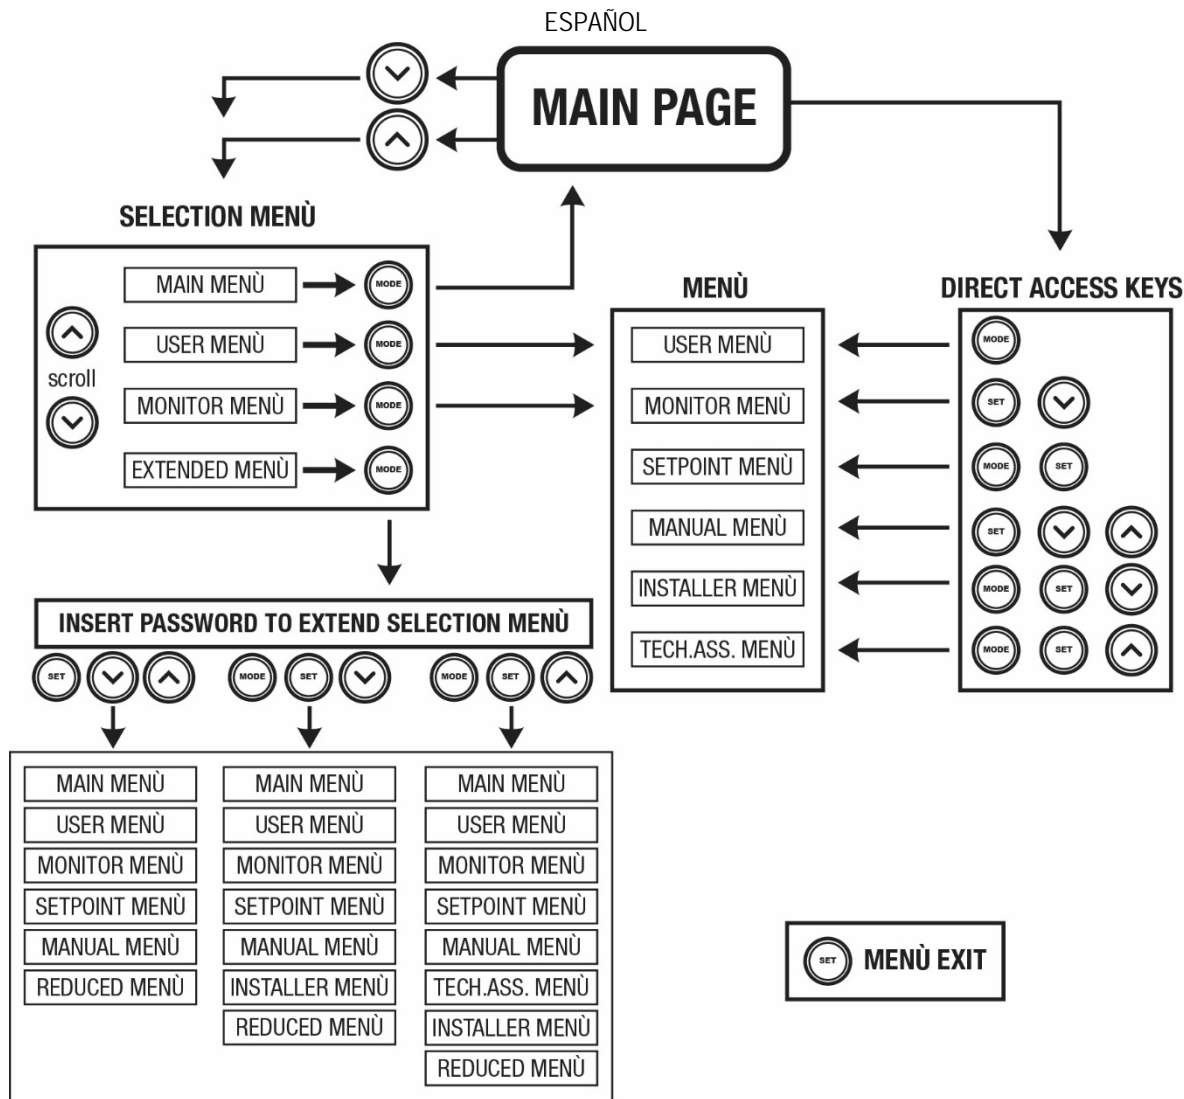 ESPAÑOL
MAIN PAGE
SELECTION MENÙ
MAIN MENÙ MODE
USER MENÙ MODE
scroll
MONITOR MENÙ MODE
EXTENDED MENÙ MODE
MENÙ
USER MENÙ
MONITOR MENÙ
SETPOINT MENÙ
MANUAL MENÙ
INSTALLER MENÙ
TECH.ASS. MENÙ
DIRECT ACCESS KEYS
MODE
SET
MODE SET
SET
MODE SET
MODE SET
INSERT PASSWORD TO EXTEND SELECTION MENÙ
SET MODE SET MODE SET
MAIN MENÙ
USER MENÙ
MONITOR MENÙ
SETPOINT MENÙ
MANUAL MENÙ
REDUCED MENÙ
MAIN MENÙ
USER MENÙ
MONITOR MENÙ
SETPOINT MENÙ
MANUAL MENÙ
INSTALLER MENÙ
REDUCED MENÙ
MAIN MENÙ
USER MENÙ
MONITOR MENÙ
SETPOINT MENÙ
MANUAL MENÙ
TECH.ASS. MENÙ
INSTALLER MENÙ
REDUCED MENÙ
SET MENÙ EXIT